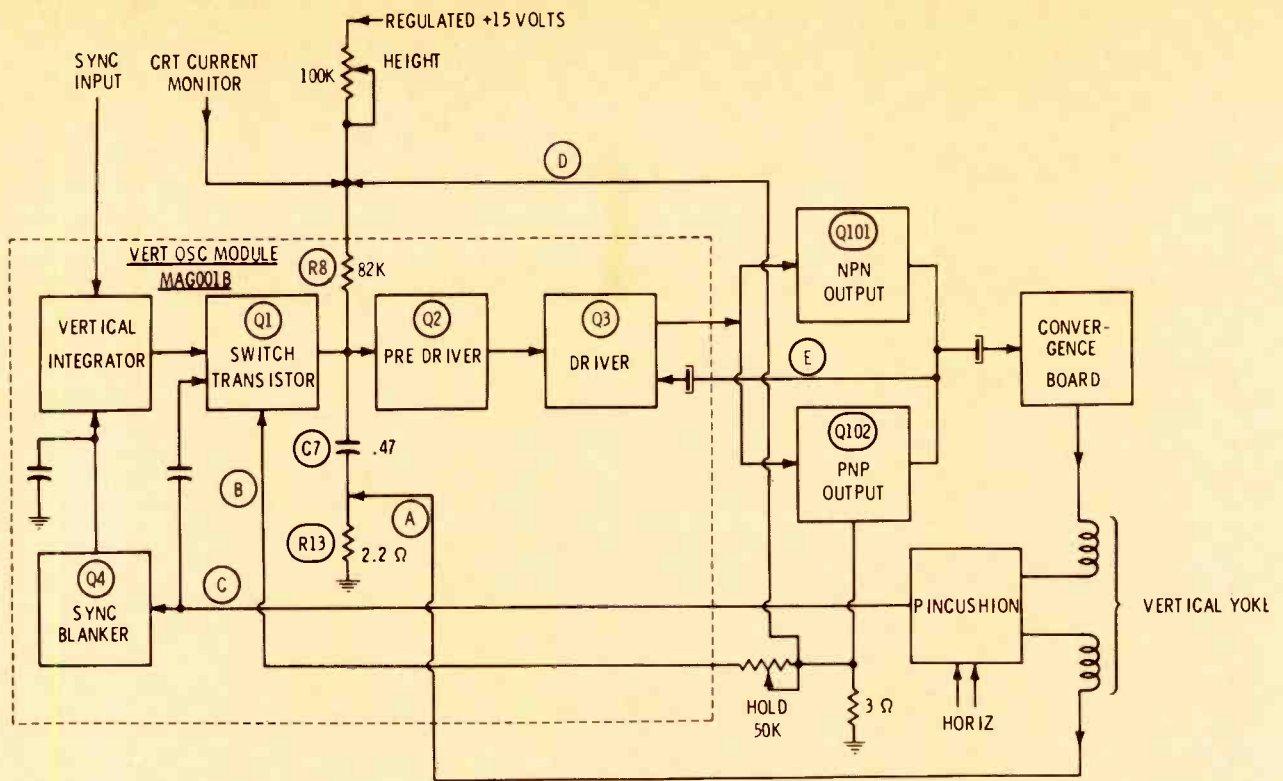 REGULATED +15 VOLTS
SYNC
INPUT
CRT CURRENT
MONITOR
100K
HEIGHT
D
VERT OSC MODULE
MAG001B
R8
82K
Q101
NPN
OUTPUT
VERTICAL
INTEGRATOR
Q1
SWITCH
TRANSISTOR
Q2
PRE DRIVER
Q3
DRIVER
E
CONVER-
GENCE
BOARD
C7
.47
Q102
PNP
OUTPUT
B
A
R13
2.2 Ω
Q4
SYNC
BLANKER
C
PINCUSHION
VERTICAL YOKE
HOLD
50K
3 Ω
HORIZ